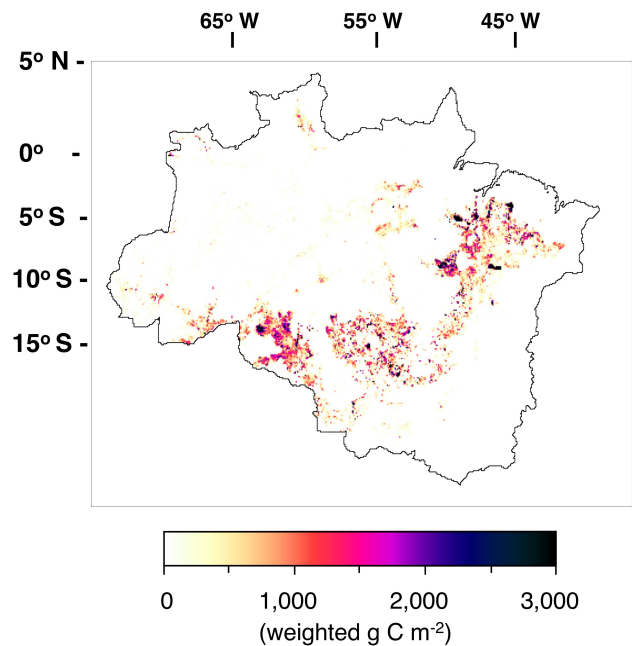 65º W 55º W 45º W
5º N -
0º -
5º S -
10º S -
15º S -
0 1,000 2,000 3,000
(weighted g C m-2)